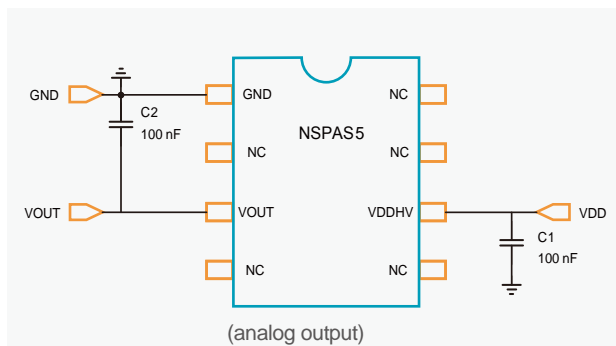 GND
C2
100 nF
VOUT
GND
NC
VOUT
NC
NSPAS5
NC
NC
VDDHV
NC
VDD
C1
100 nF
(analog output)